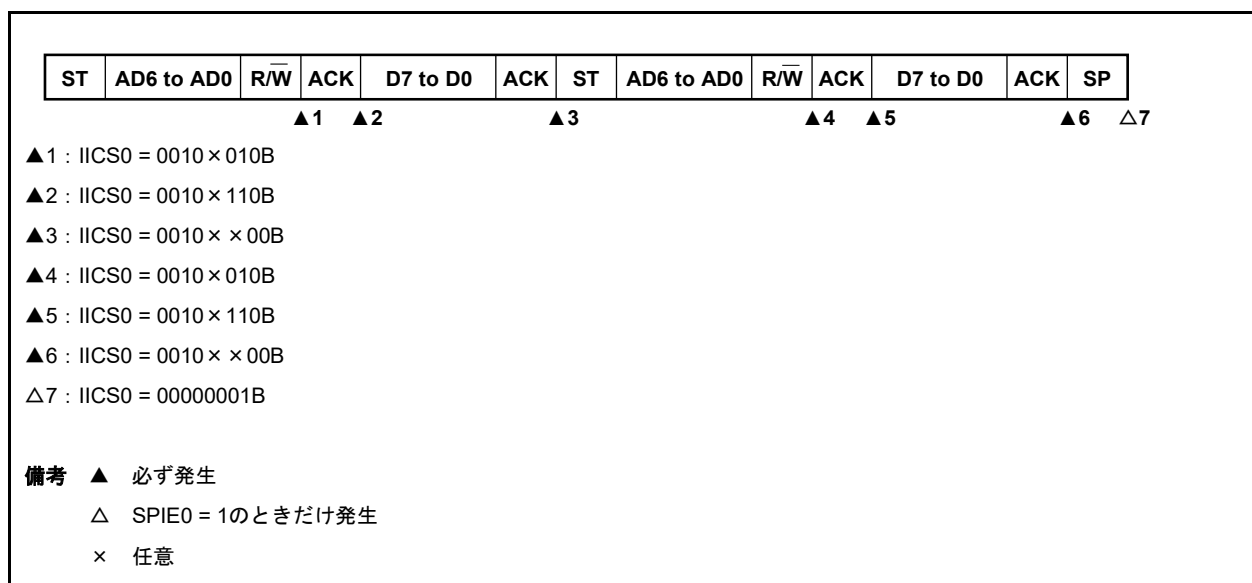 ST AD6 to AD0 R/W̅ ACK D7 to D0 ACK ST AD6 to AD0 R/W̅ ACK D7 to D0 ACK SP
▲1 ▲2 ▲3 ▲4 ▲5 ▲6 △7
▲1 : IICS0 = 0010×010B
▲2 : IICS0 = 0010×110B
▲3 : IICS0 = 0010××00B
▲4 : IICS0 = 0010×010B
▲5 : IICS0 = 0010×110B
▲6 : IICS0 = 0010××00B
△7 : IICS0 = 00000001B
備考 ▲ 必ず発生
△ SPIE0 = 1のときだけ発生
× 任意